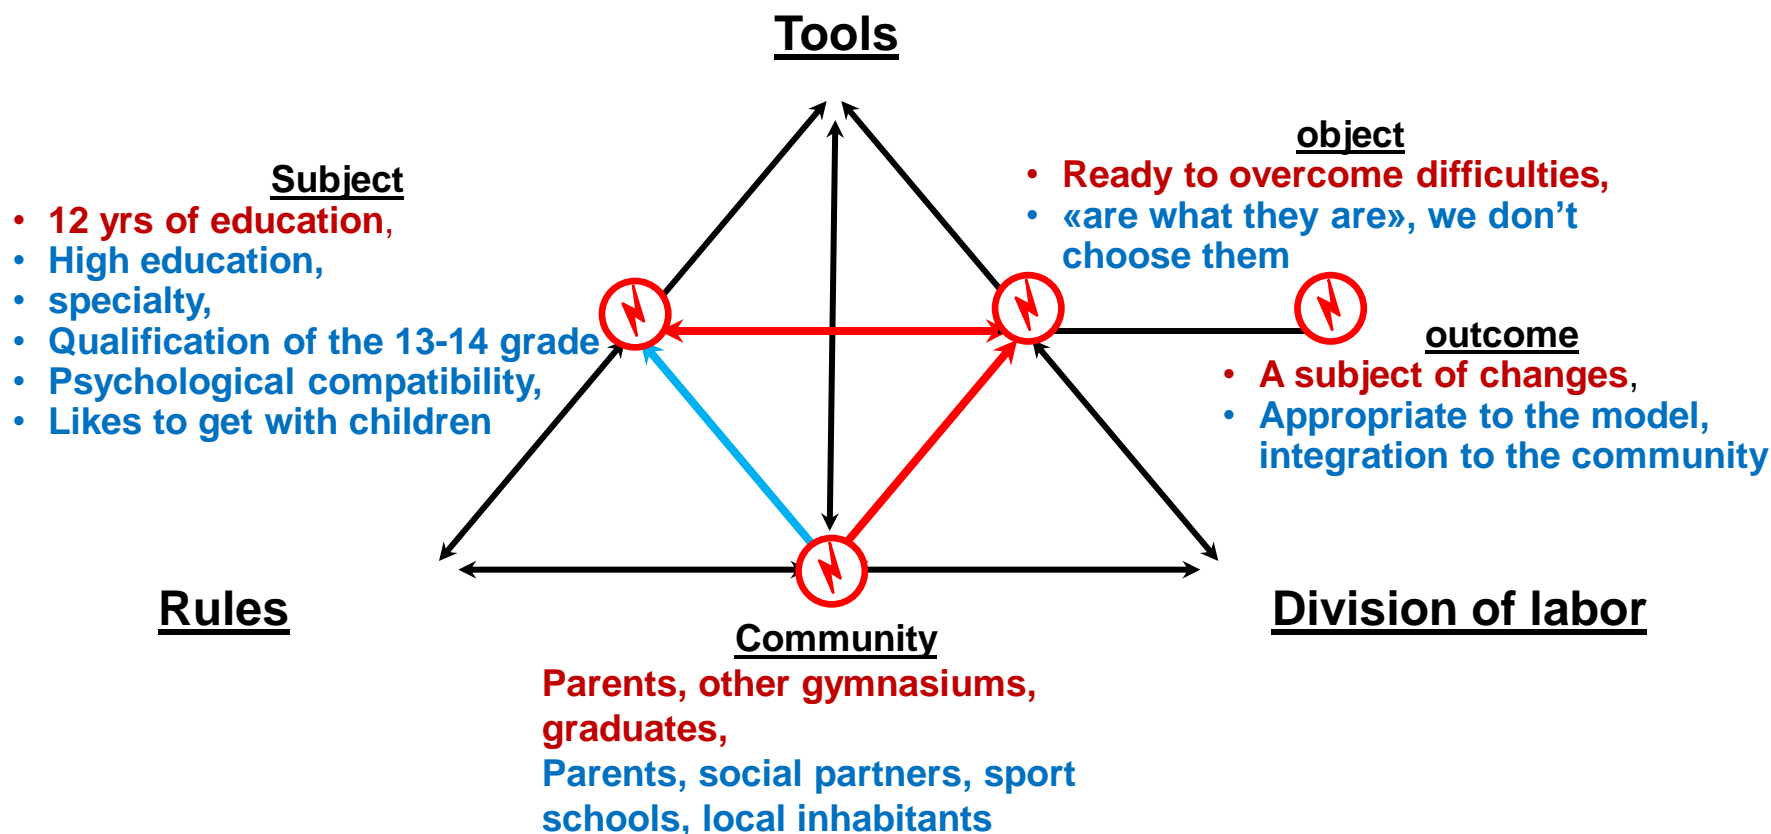 Tools
Subject
• 12 yrs of education,
• High education,
• specialty,
• Qualification of the 13-14 grade
• Psychological compatibility,
• Likes to get with children
object
• Ready to overcome difficulties,
• «are what they are», we don’t
choose them
outcome
• A subject of changes,
• Appropriate to the model,
integration to the community
Rules
Community
Parents, other gymnasiums,
graduates,
Parents, social partners, sport
schools, local inhabitants
Division of labor